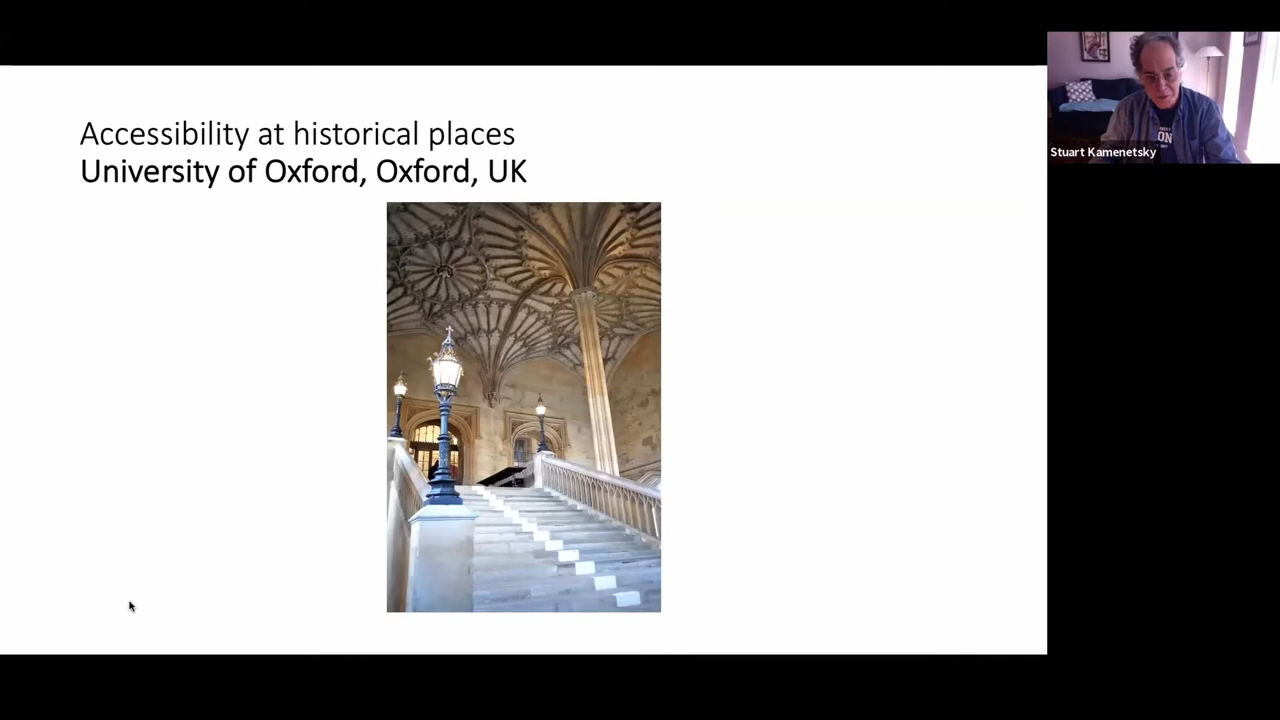 Accessibility at historical places
University of Oxford, Oxford, UK
Stuart Kamenetsky